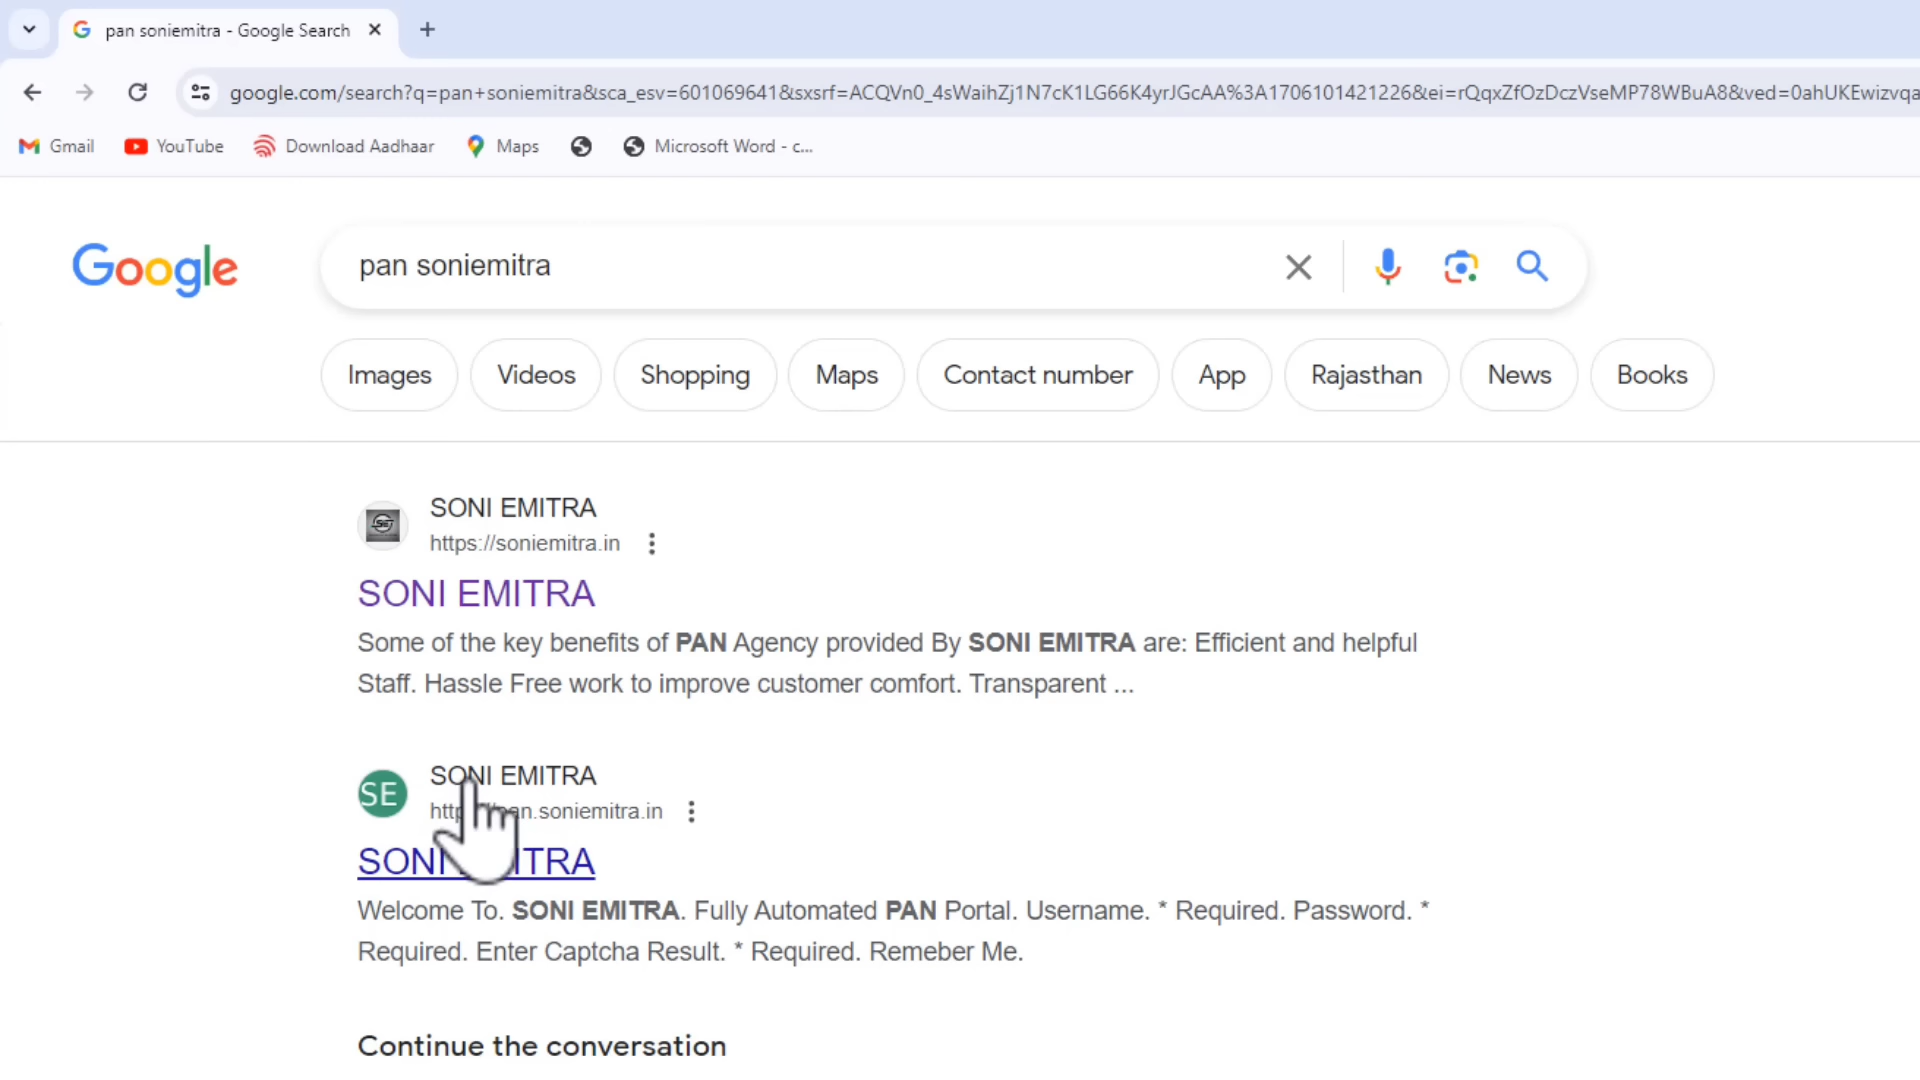 pan soniemitra - Google Search
google.com/search?q=pan+soniemitra&sca_esv=601069641&sxsrf=ACQVn0_4sWaihZj1N7cK1LG66K4yrJGcAA%3A1706101421226&ei=rQqxZfOzDczVseMP78WBuA8&ved=0ahUKEwizvqa
Gmail YouTube Download Aadhaar Maps Microsoft Word - c...
Google pan soniemitra
Images Videos Shopping Maps Contact number App Rajasthan News Books
SONI EMITRA
https://soniemitra.in
SONI EMITRA
Some of the key benefits of PAN Agency provided By SONI EMITRA are: Efficient and helpful
Staff. Hassle Free work to improve customer comfort. Transparent ...
SE SONI EMITRA
soniemitra.in
SONI
Welcome To. SONI EMITRA. Fully Automated PAN Portal. Username. * Required. Password. *
Required. Enter Captcha Result. * Required. Remeber Me.
Continue the conversation